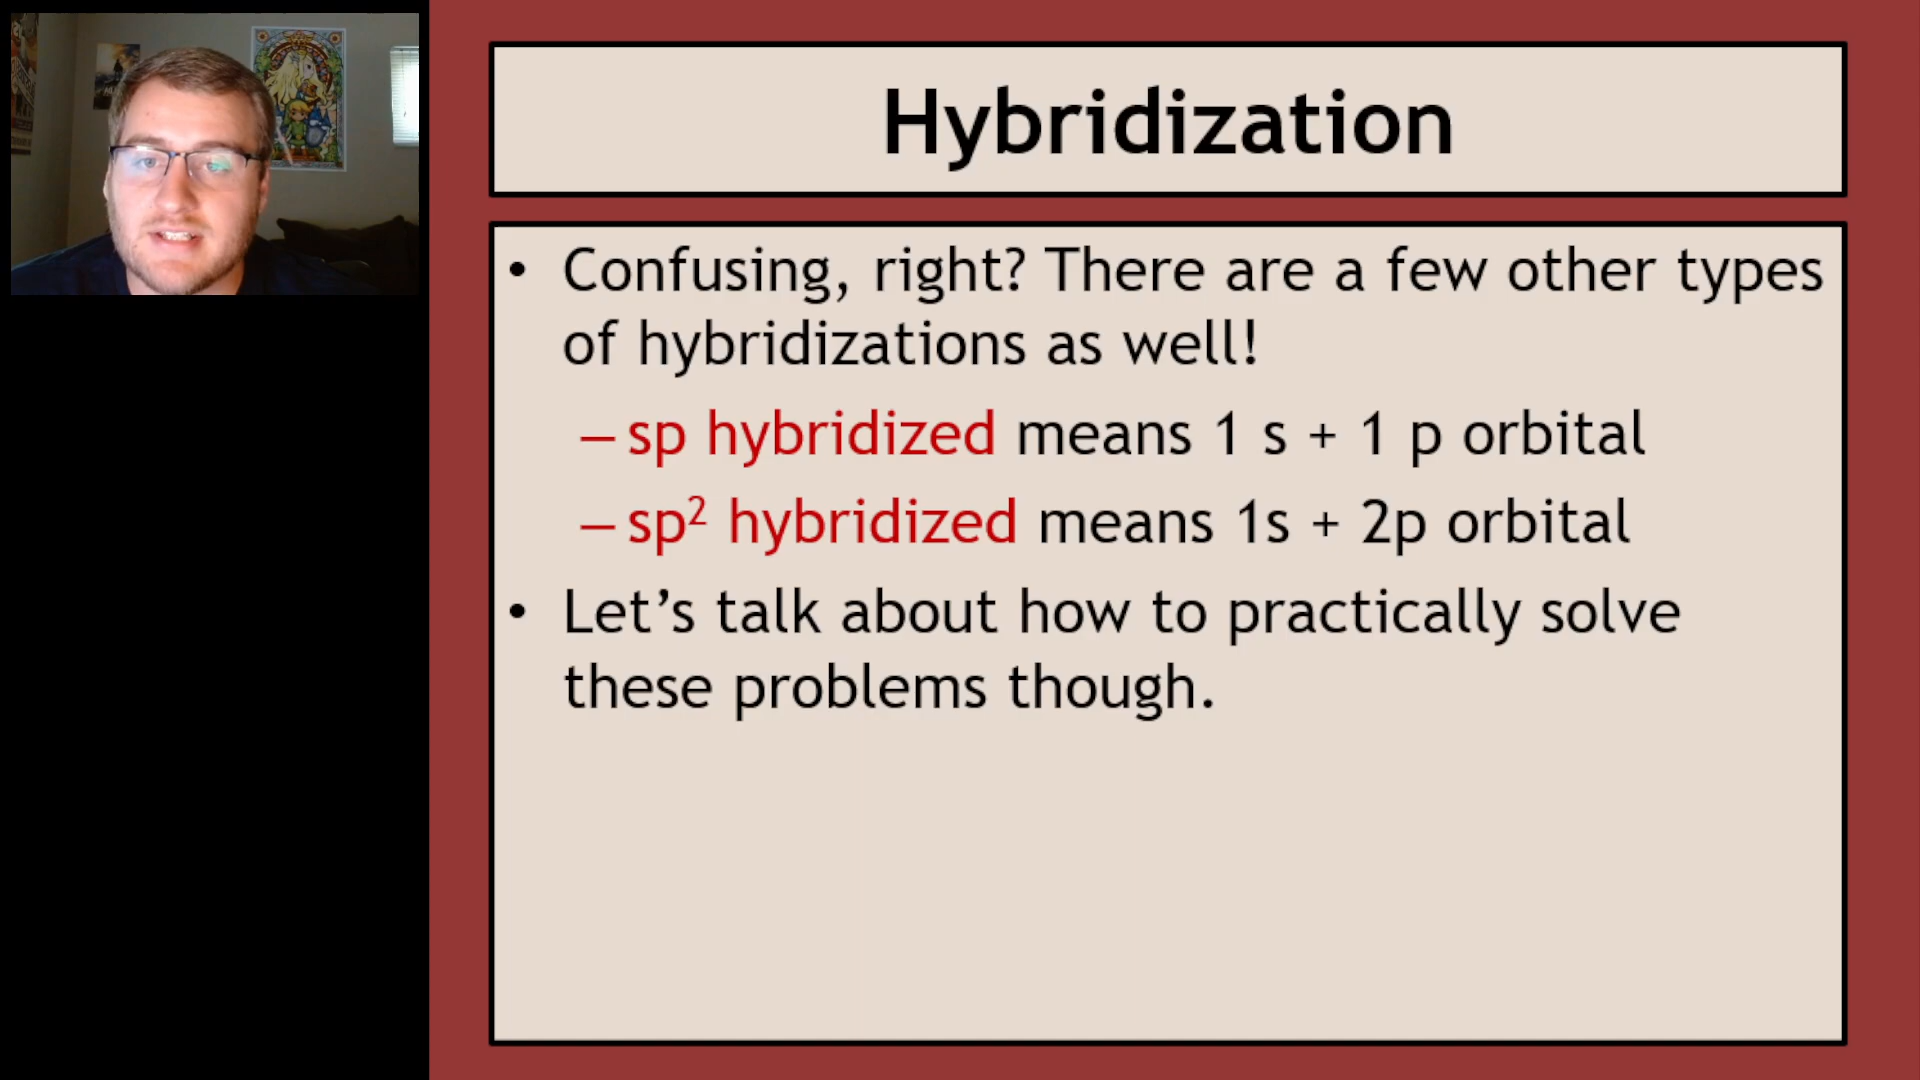 Hybridization
• Confusing, right? There are a few other types
of hybridizations as well!
– sp hybridized means 1 s + 1 p orbital
– sp² hybridized means 1s + 2p orbital
• Let’s talk about how to practically solve
these problems though.